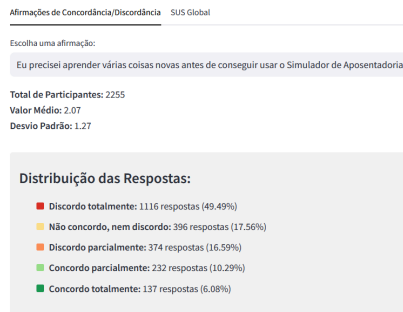 Afirmações de Concordância/Discordância SUS Global
Escolha uma afirmação:
Eu precisei aprender várias coisas novas antes de conseguir usar o Simulador de Aposentadoria
Total de Participantes: 2255
Valor Médio: 2.07
Desvio Padrão: 1.27
Distribuição das Respostas:
Discordo totalmente: 1116 respostas (49.49%)
Não concordo, nem discordo: 396 respostas (17.56%)
Discordo parcialmente: 374 respostas (16.59%)
Concordo parcialmente: 232 respostas (10.29%)
Concordo totalmente: 137 respostas (6.08%)